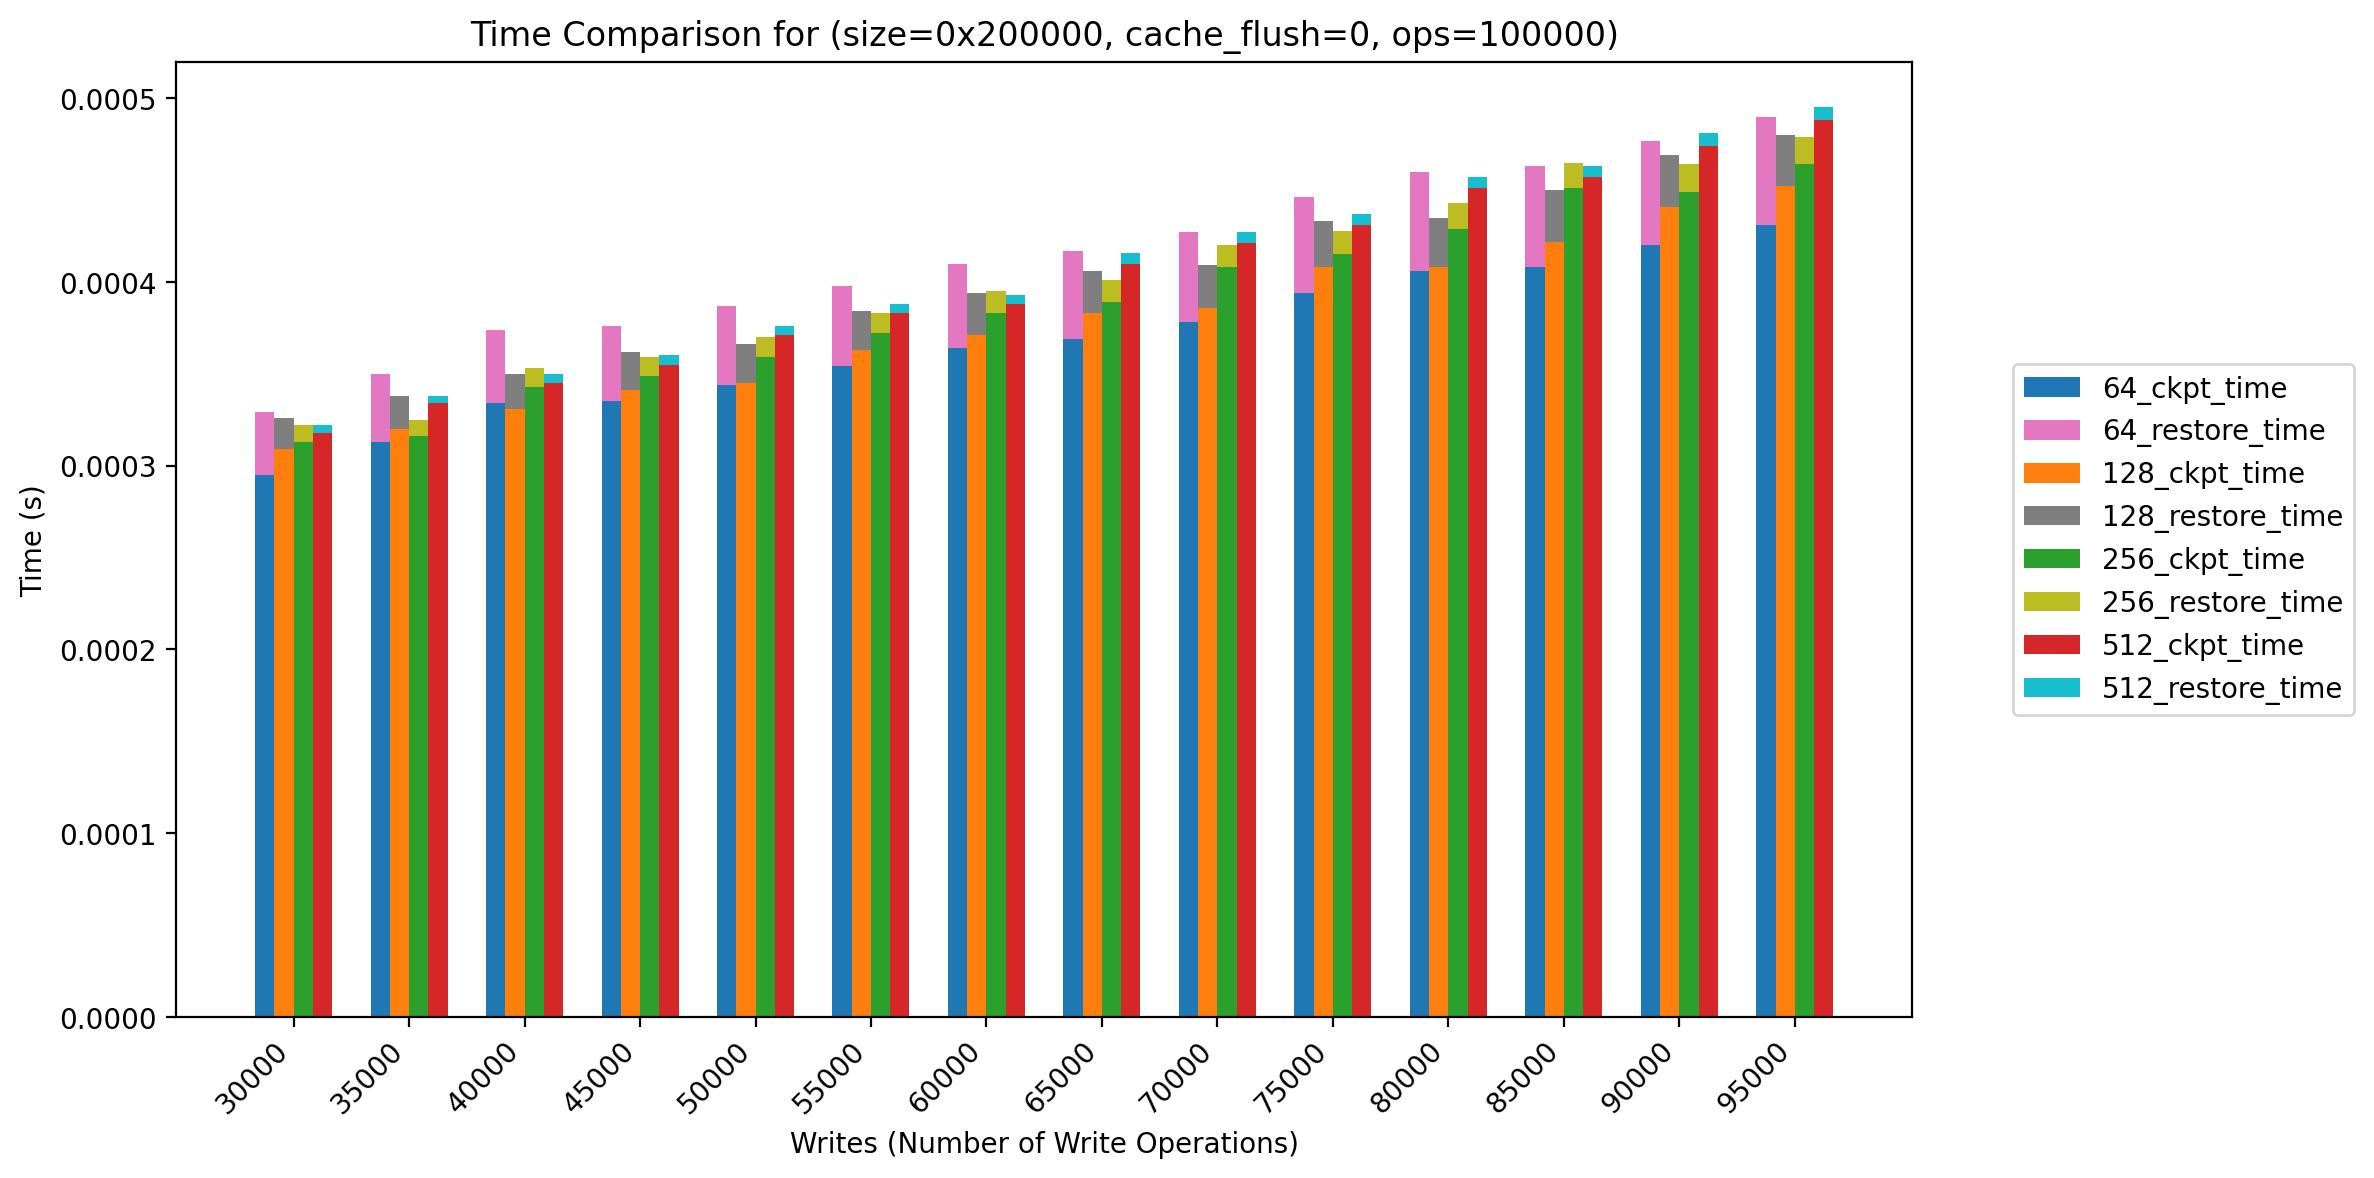 Time Comparison for (size=0x200000, cache_flush=0, ops=100000)
0.0005
0.0004
0.0003
0.0002
0.0001
0.0000
Time (s)
30000
35000
40000
45000
50000
55000
60000
65000
70000
75000
80000
85000
90000
95000
Writes (Number of Write Operations)
64_ckpt_time
64_restore_time
128_ckpt_time
128_restore_time
256_ckpt_time
256_restore_time
512_ckpt_time
512_restore_time